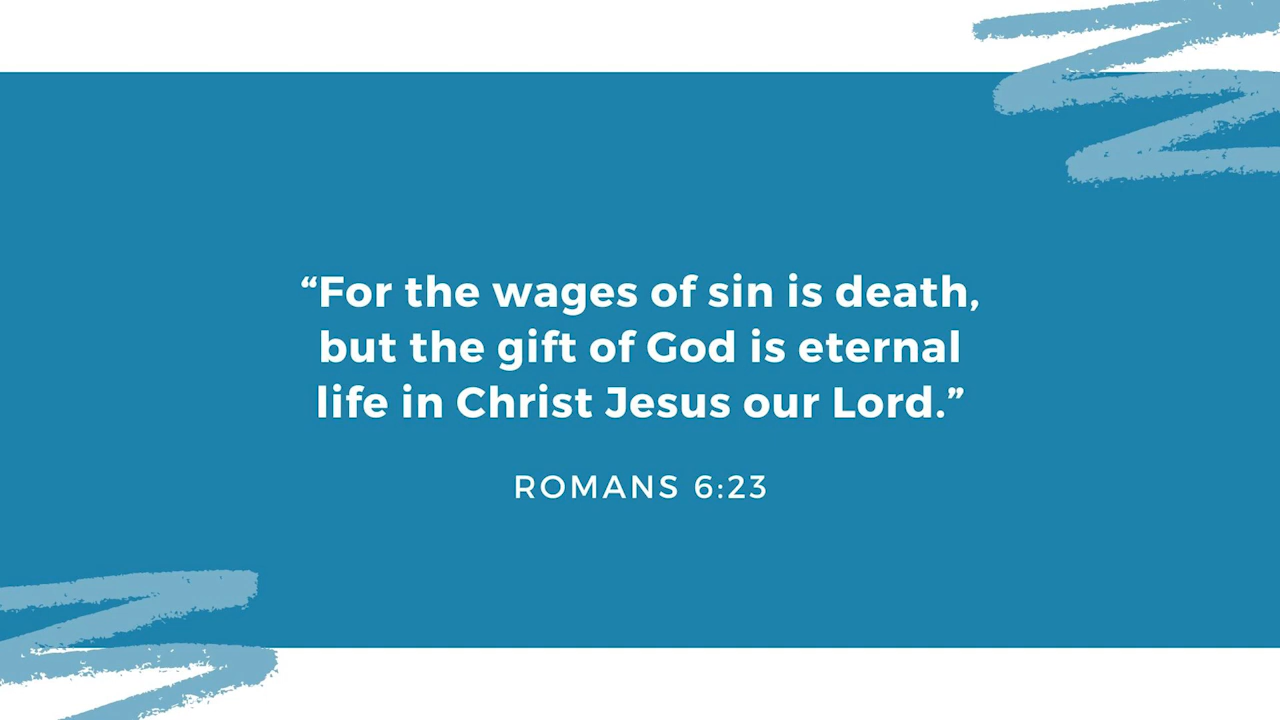 “For the wages of sin is death,
but the gift of God is eternal
life in Christ Jesus our Lord.”
ROMANS 6:23